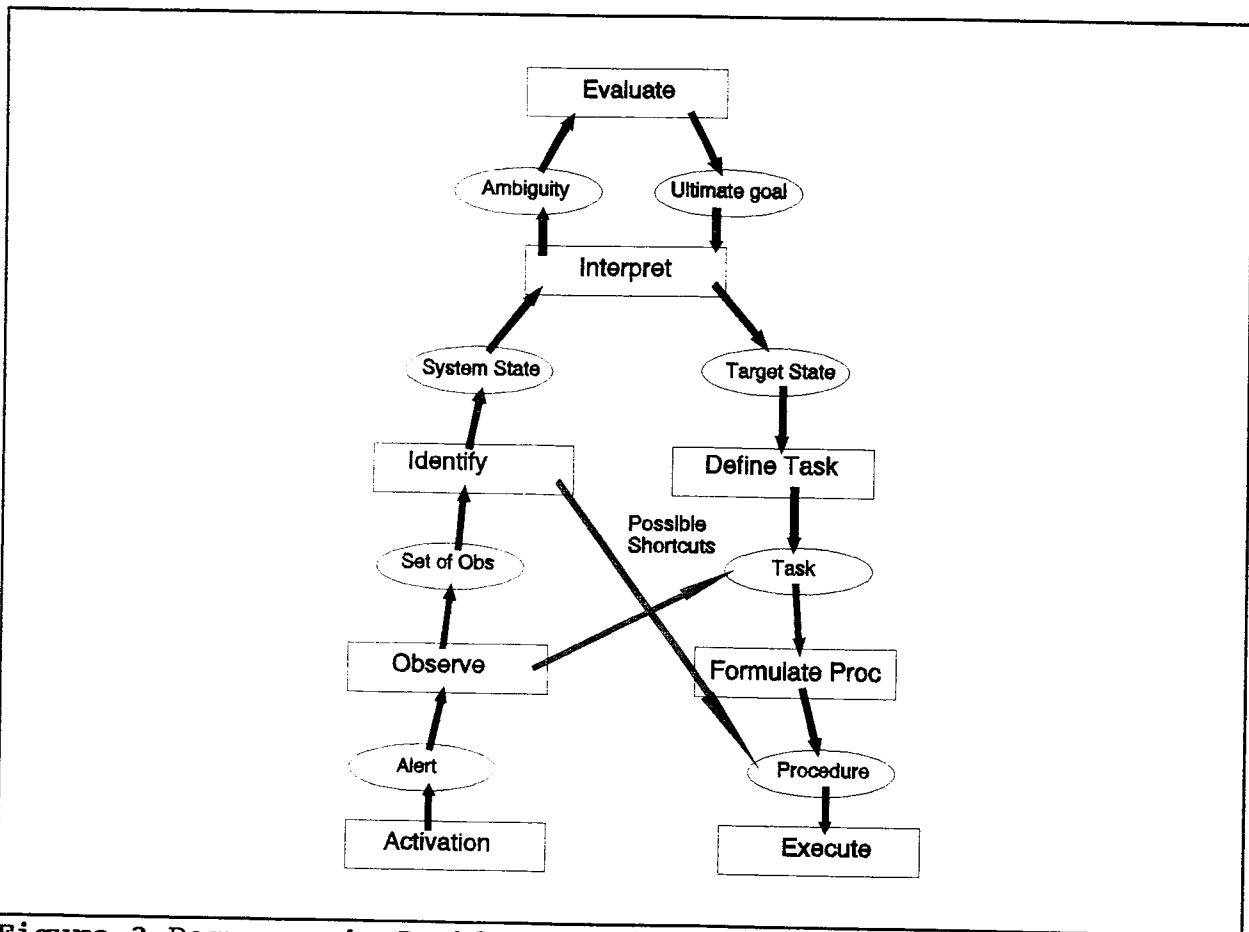 Evaluate
Ambiguity
Ultimate goal
Interpret
System State
Target State
Identify
Define Task
Possible
Shortcuts
Set of Obs
Task
Observe
Formulate Proc
Alert
Procedure
Activation
Execute